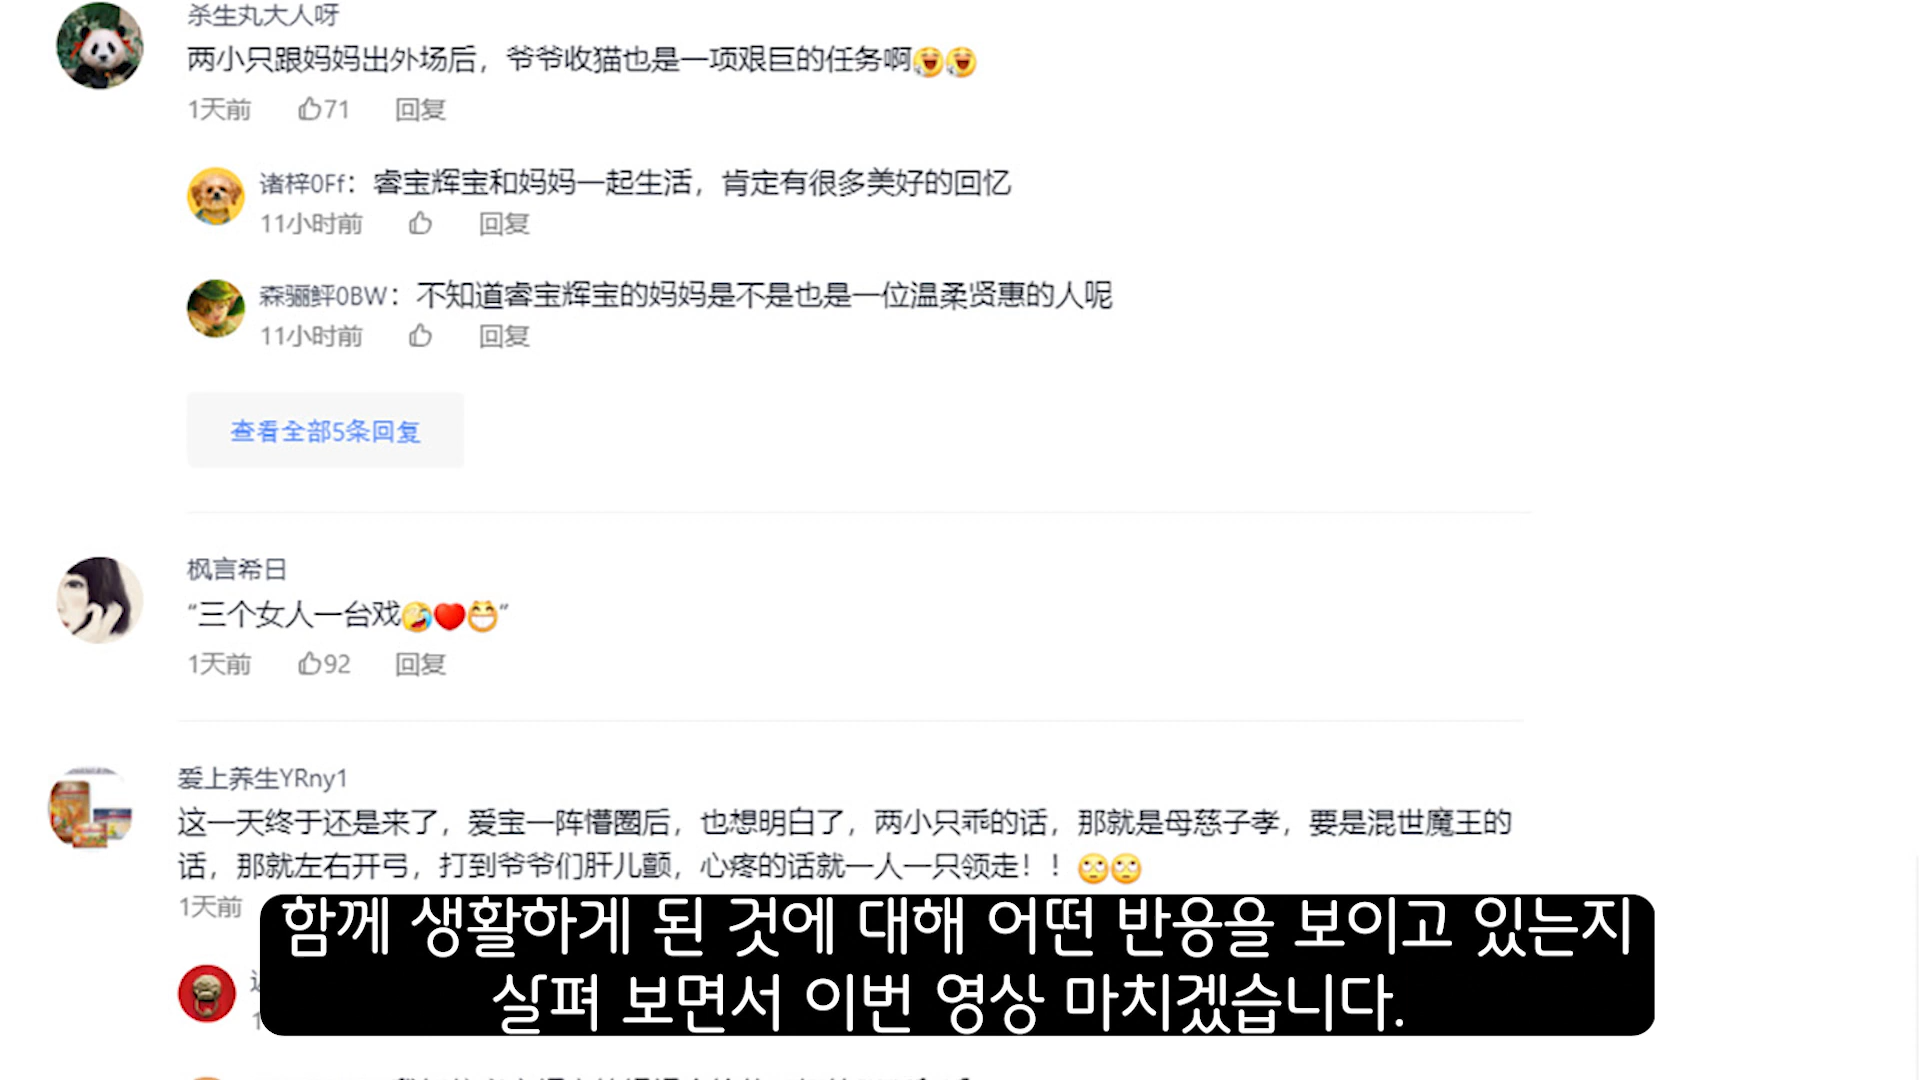 杀生丸大人呀
两小只跟妈妈出外场后，爷爷收猫也是一项艰巨的任务啊
1天前 71 回复
诸梓0Ff：睿宝辉宝和妈妈一起生活，肯定有很多美好的回忆
11小时前 回复
森骊鲆0BW：不知道睿宝辉宝的妈妈是不是也是一位温柔贤惠的人呢
11小时前 回复
查看全部5条回复
枫言希日
“三个女人一台戏🤣❤️😁”
1天前 92 回复
爱上养生YRny1
这一天终于还是来了，爱宝一阵懵圈后，也想明白了，两小只乖的话，那就是母慈子孝，要是混世魔王的
话，那就左右开弓，打到爷爷们肝儿颤，心疼的话就一人一只领走！！🙄🙄
1天前
함께 생활하게 된 것에 대해 어떤 반응을 보이고 있는지
살펴 보면서 이번 영상 마치겠습니다.